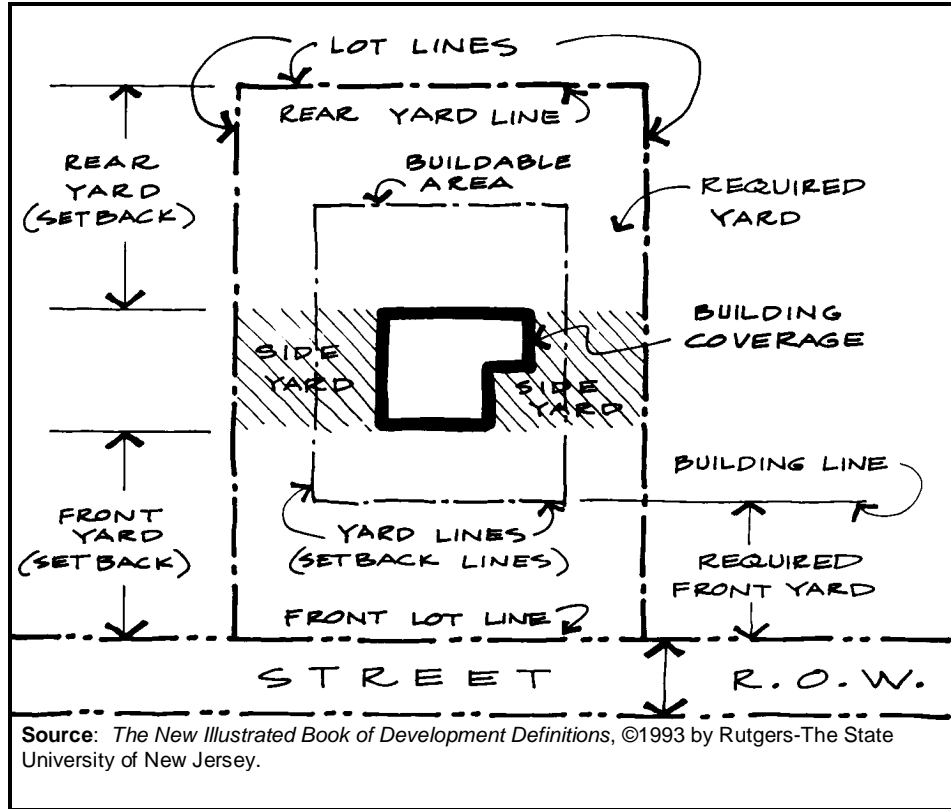 LOT LINES
REAR YARD LINE
BUILDABLE
AREA
REAR
YARD
(SETBACK)
REQUIRED
YARD
BUILDING
COVERAGE
SIDE
YARD
SIDE
YARD
BUILDING LINE
FRONT
YARD
(SETBACK)
YARD LINES
(SETBACK LINES)
REQUIRED
FRONT YARD
FRONT LOT LINE
STREET R.O.W.
Source: The New Illustrated Book of Development Definitions, ©1993 by Rutgers-The State
University of New Jersey.